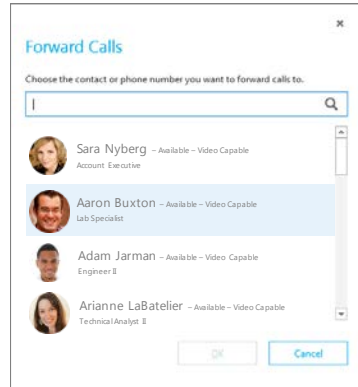 Forward Calls
Choose the contact or phone number you want to forward calls to.
Sara Nyberg – Available – Video Capable
Account Executive
Aaron Buxton – Available – Video Capable
Lab Specialist
Adam Jarman – Available – Video Capable
Engineer II
Arianne LaBatelier – Available – Video Capable
Technical Analyst II
OK
Cancel